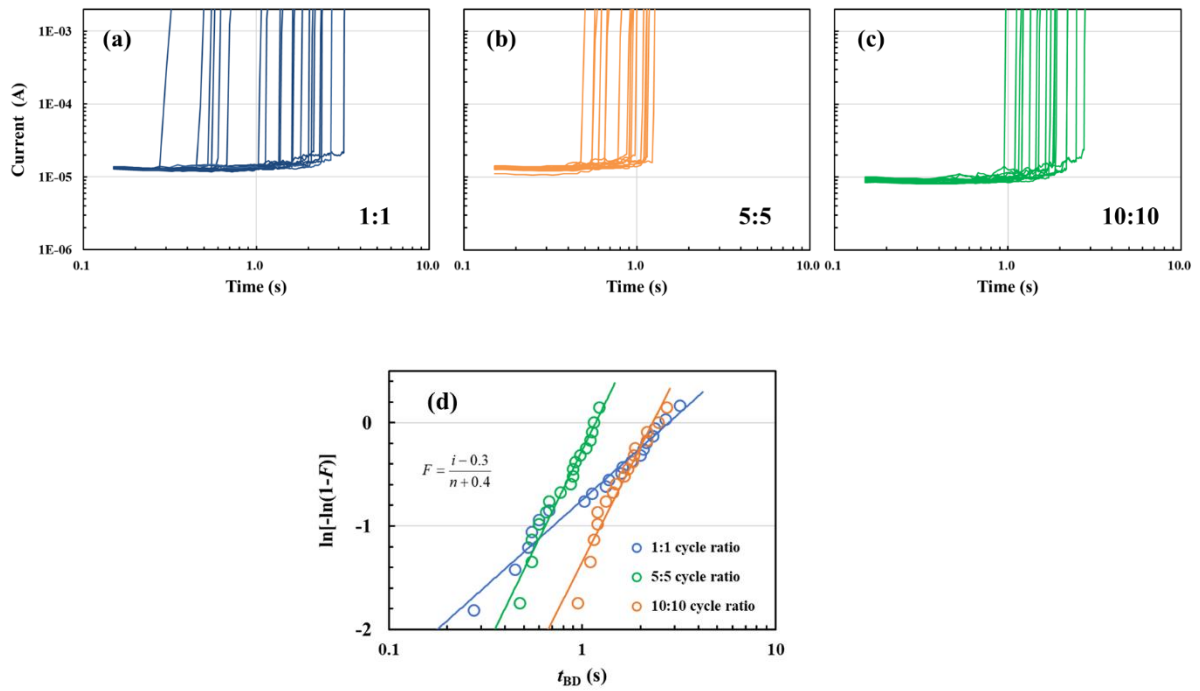 (a)
1E-03
1E-04
1E-05
1E-06
Current (A)
1:1
0.1
1.0
10.0
Time (s)
(b)
5:5
0.1
1.0
10.0
Time (s)
(c)
10:10
0.1
1.0
10.0
Time (s)
(d)
0
-1
-2
ln[-ln(1-F)]
F = i − 0.3 / n + 0.4
1:1 cycle ratio
5:5 cycle ratio
10:10 cycle ratio
0.1
1
10
tBD (s)